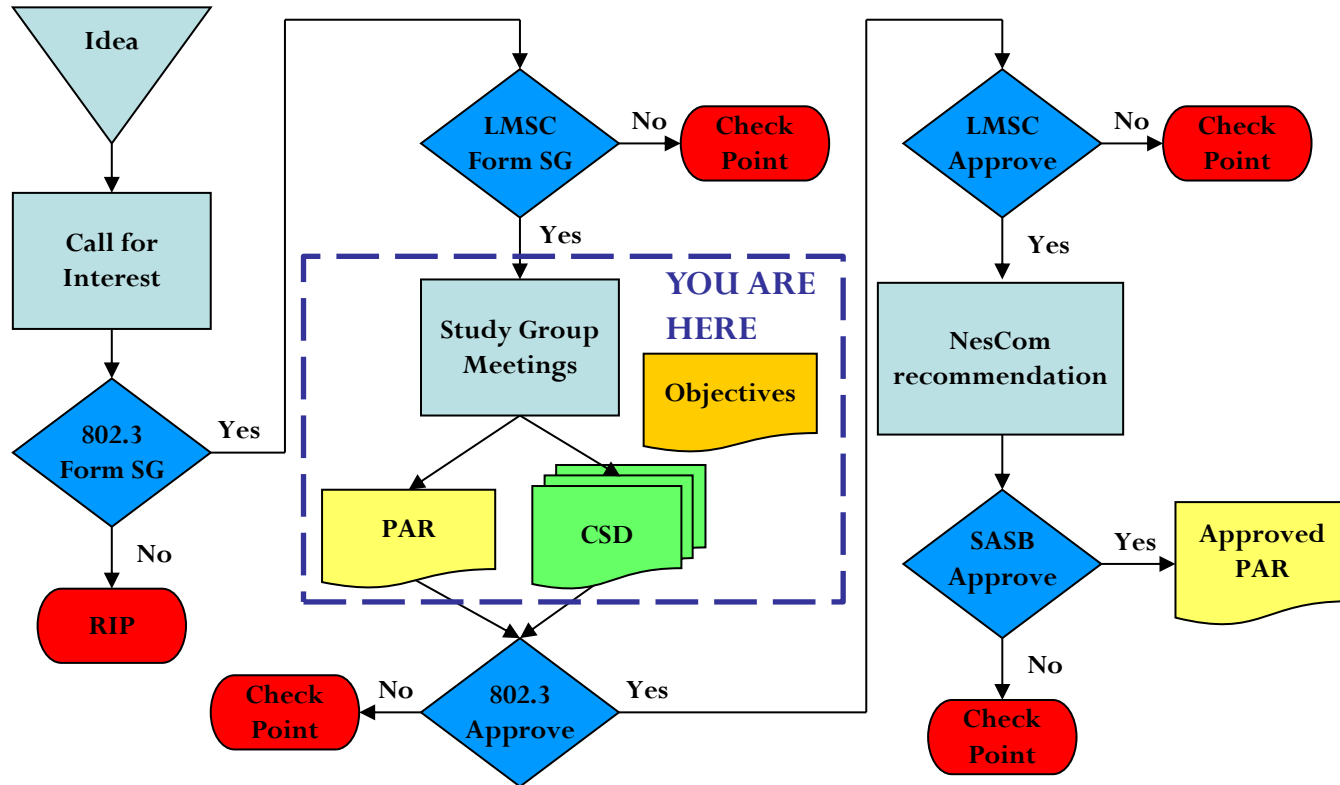 Idea
Call for
Interest
802.3
Form SG
Yes
No
RIP
LMSC
Form SG
No
Check
Point
Yes
YOU ARE
HERE
Study Group
Meetings
Objectives
PAR
CSD
802.3
Approve
No
Check
Point
Yes
LMSC
Approve
No
Check
Point
Yes
NesCom
recommendation
SASB
Approve
Yes
Approved
PAR
No
Check
Point